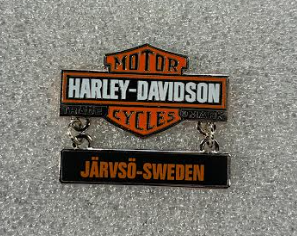 MOTOR
HARLEY-DAVIDSON
CYCLES
JÄRVSÖ-SWEDEN